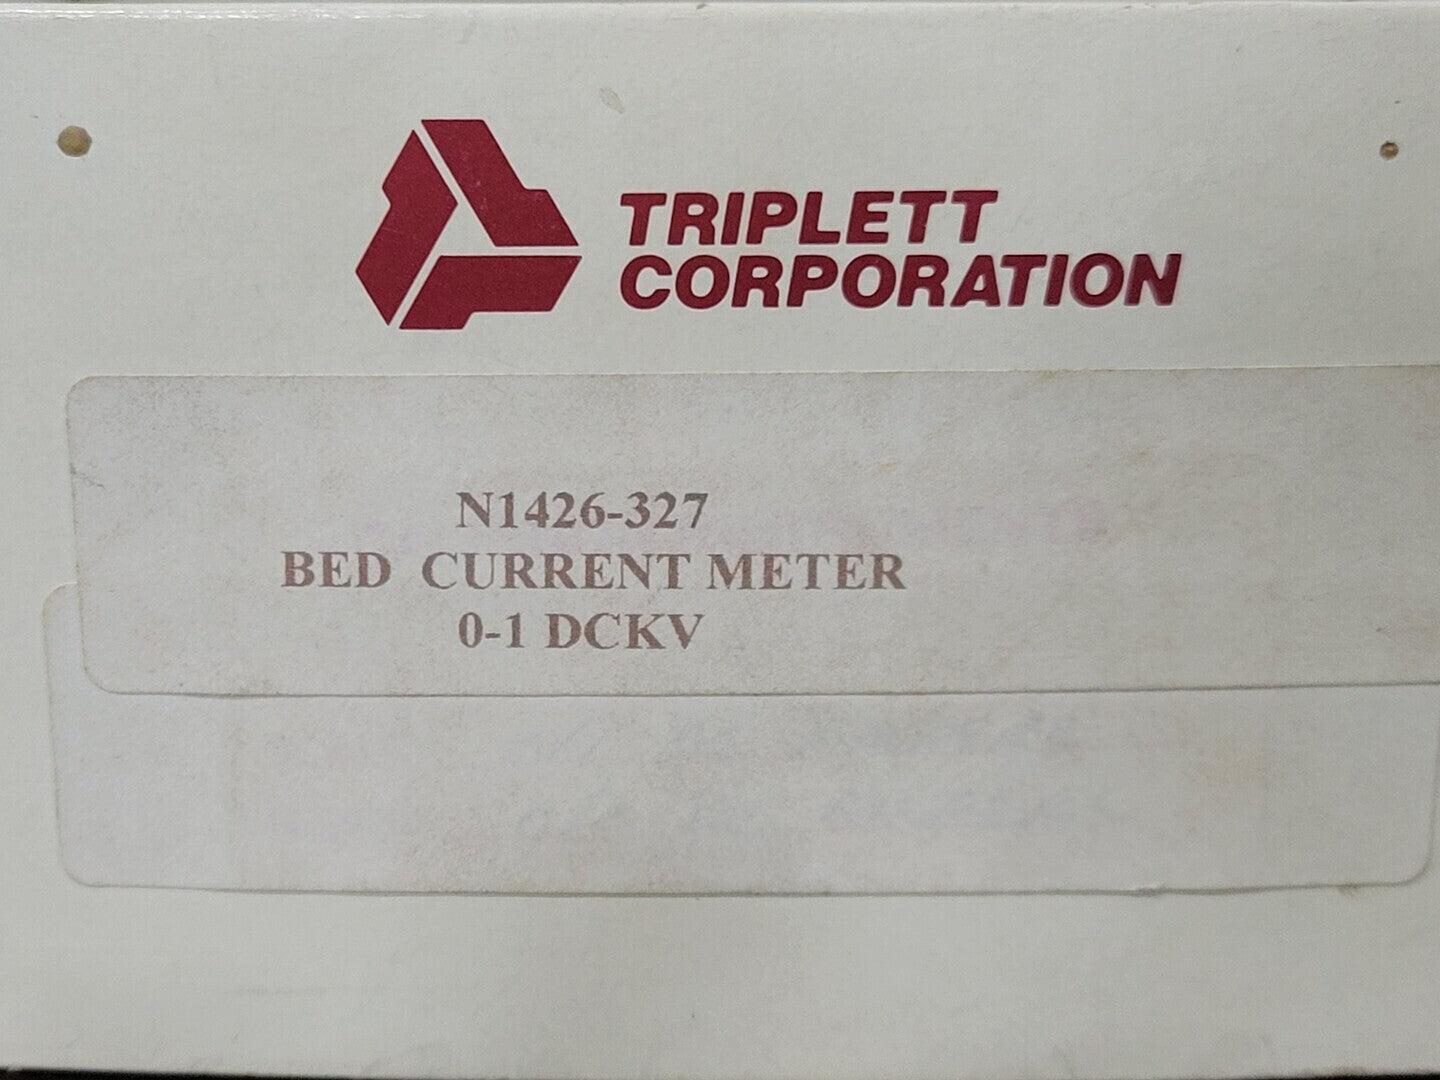 TRIPLETT
CORPORATION
N1426-327
BED CURRENT METER
0-1 DCKV